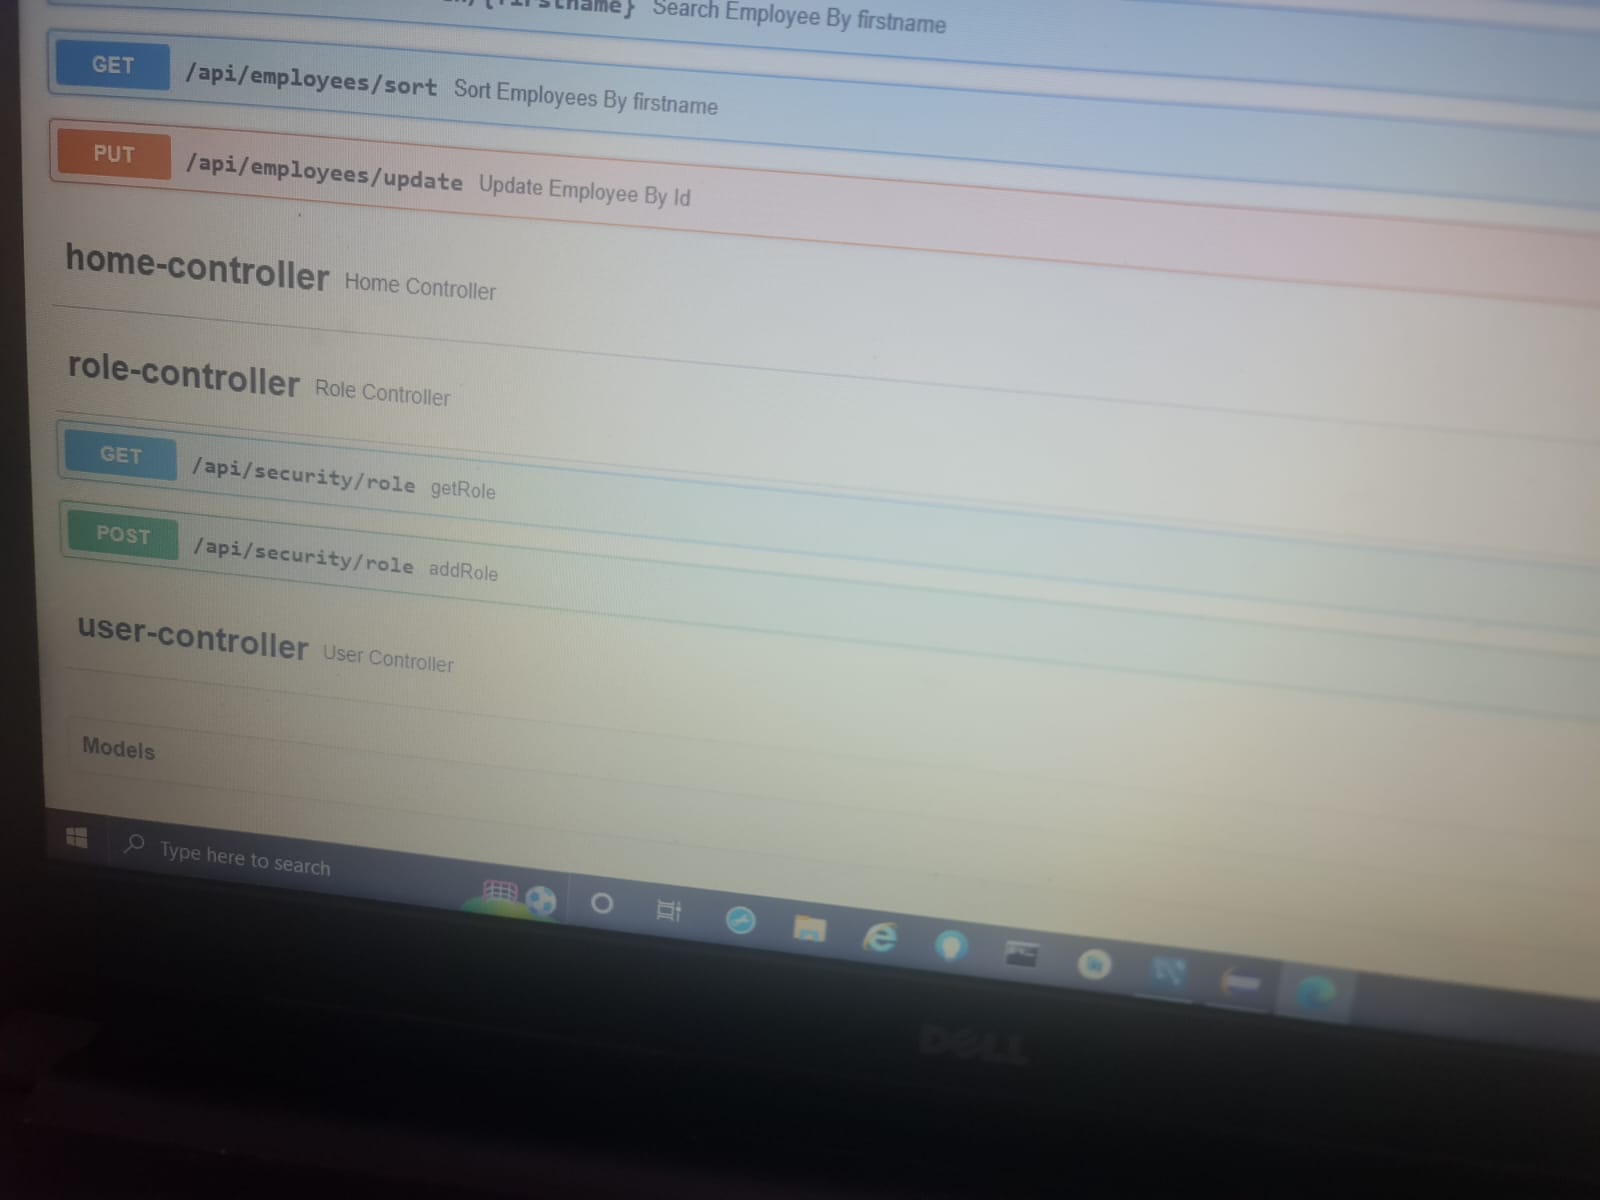 {firstname} Search Employee By firstname
GET /api/employees/sort Sort Employees By firstname
PUT /api/employees/update Update Employee By Id
home-controller Home Controller
role-controller Role Controller
GET /api/security/role getRole
POST /api/security/role addRole
user-controller User Controller
Models
Type here to search
DELL